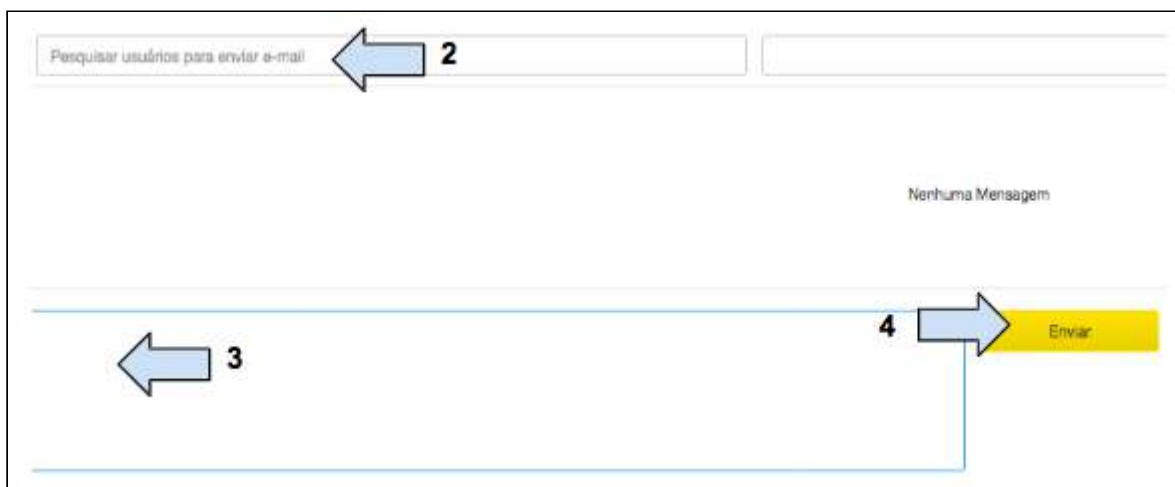 Pesquisar usuários para enviar e-mail
2
Nenhuma Mensagem
4
Enviar
3